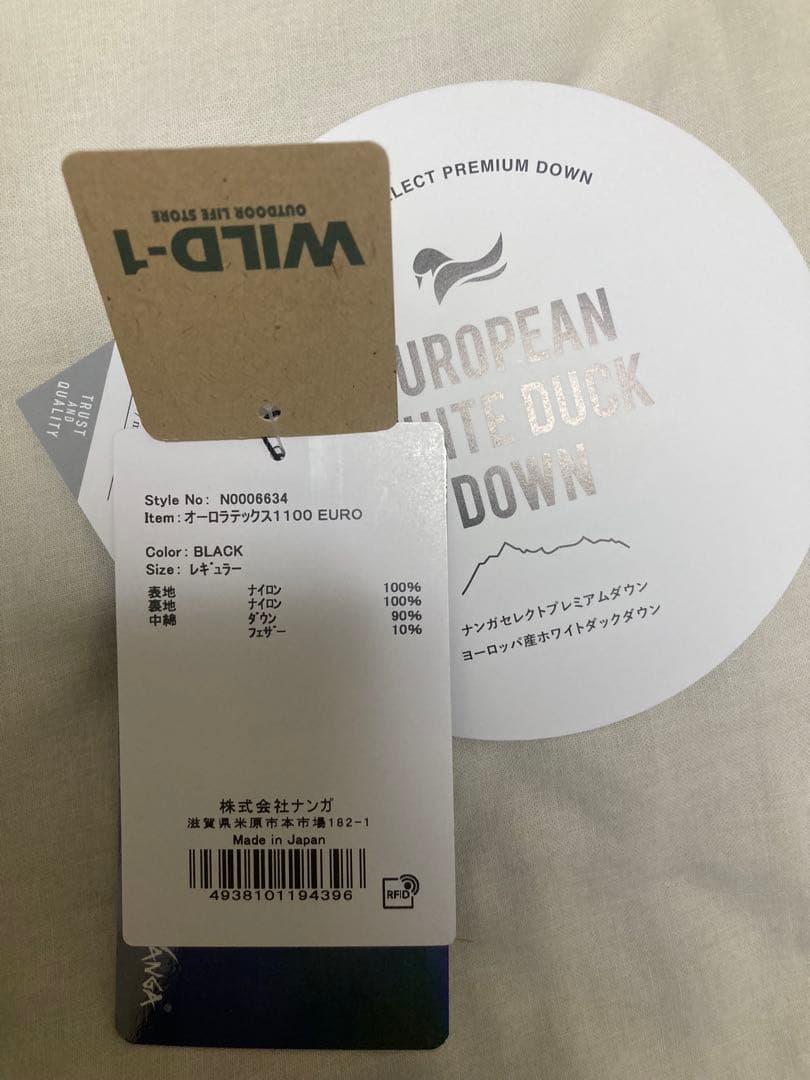 WILD-1
OUTDOOR LIFE STORE
PREMIUM DOWN
DUCK
DOWN
ナンガセレクトプレミアムダウン
ヨーロッパ産ホワイトダックダウン
TRUST
AND
QUALITY
Style No: N0006634
Item:オーロラテックス1100 EURO
Color: BLACK
Size: レギュラー
表地 ナイロン 100%
裏地 ナイロン 100%
中綿 ダウン 90%
フェザー 10%
株式会社ナンガ
滋賀県米原市本市場182-1
Made in Japan
4938101194396
RFID